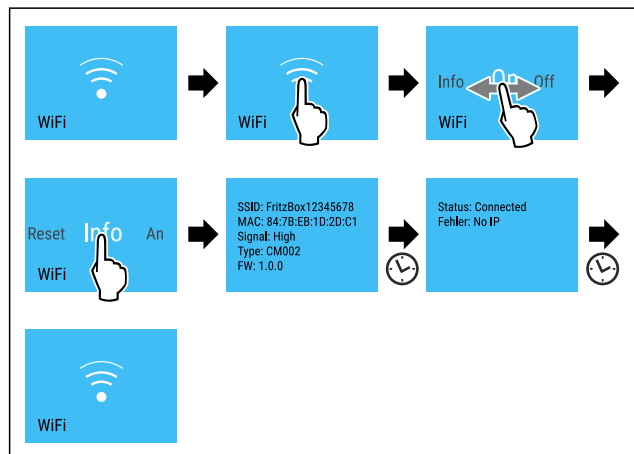 WiFi
WiFi
Info On Off
WiFi
Reset Info An
WiFi
SSID: FritzBox12345678
MAC: 84:7B:EB:1D:2D:C1
Signal: High
Type: CM002
FW: 1.0.0
Status: Connected
Fehler: No IP
WiFi